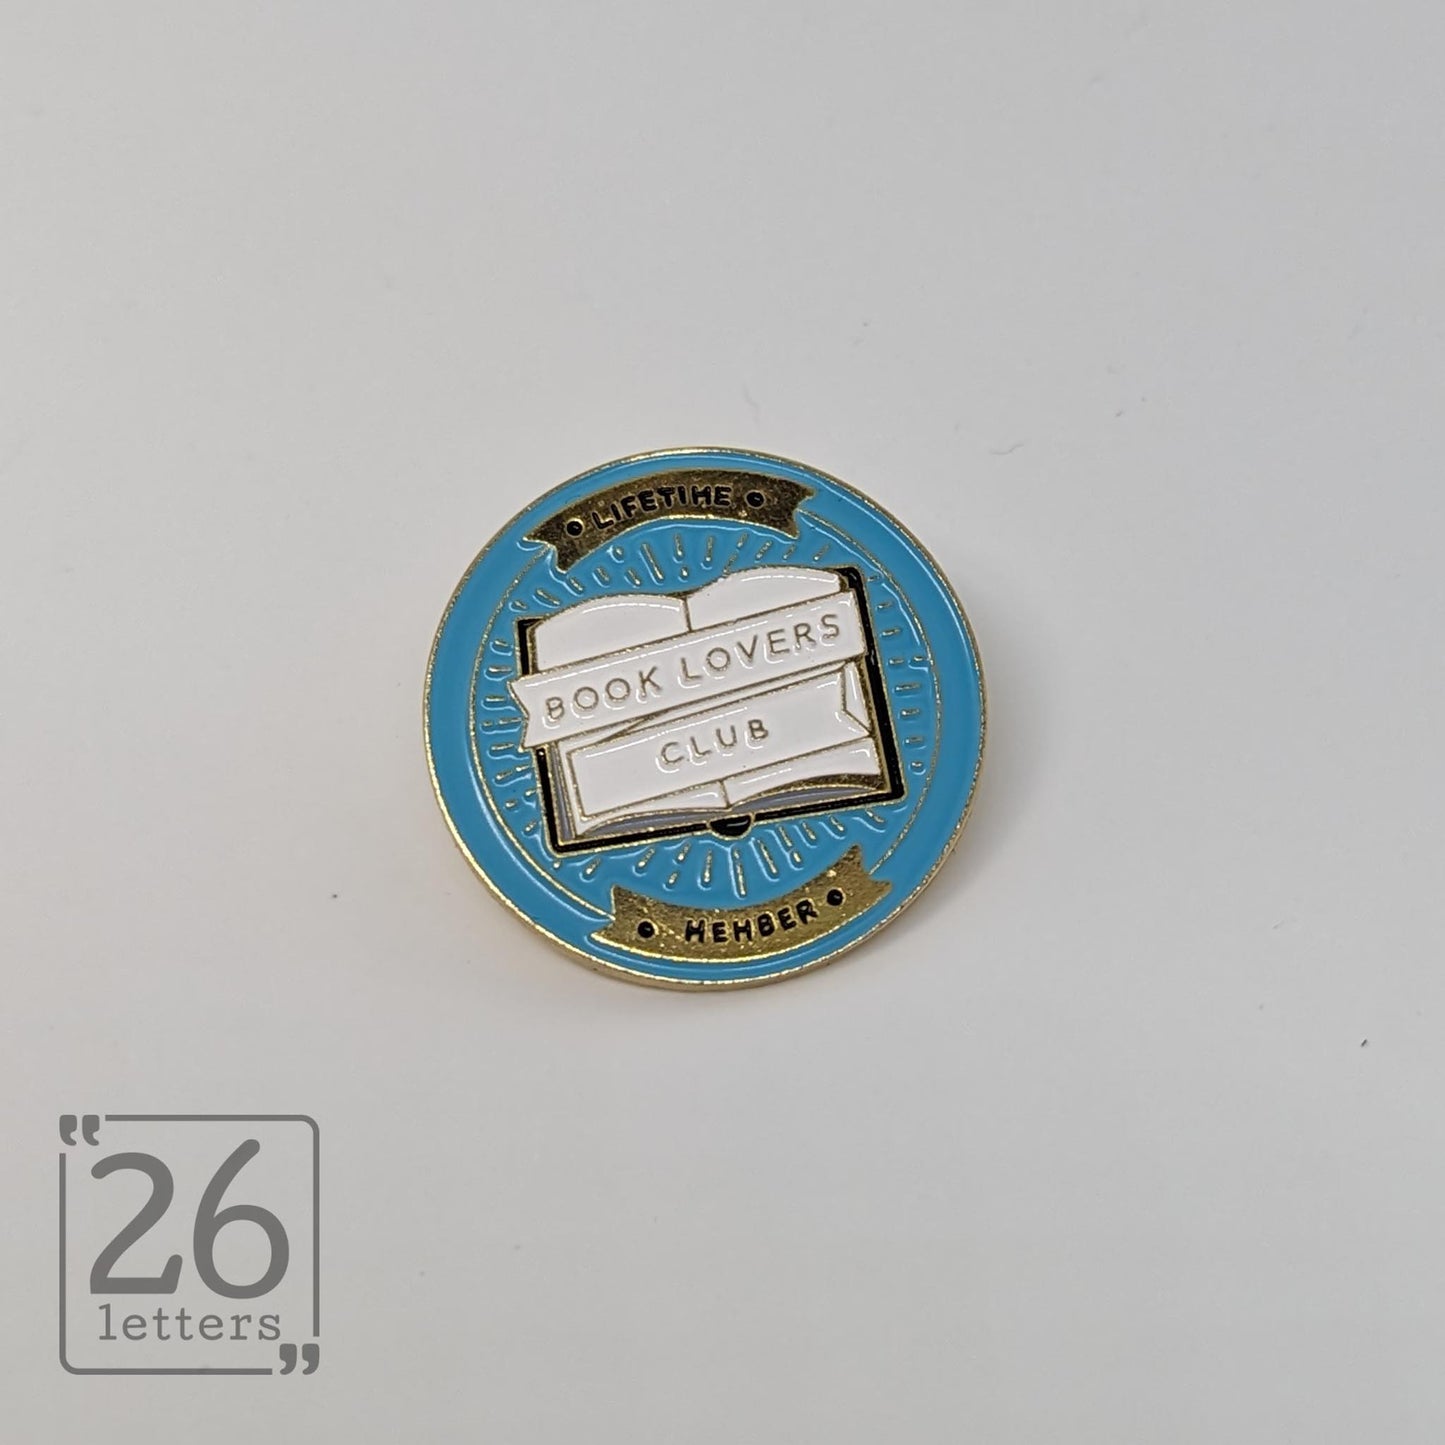 LIFETIME
BOOK LOVERS
CLUB
MEMBER
“26
letters”